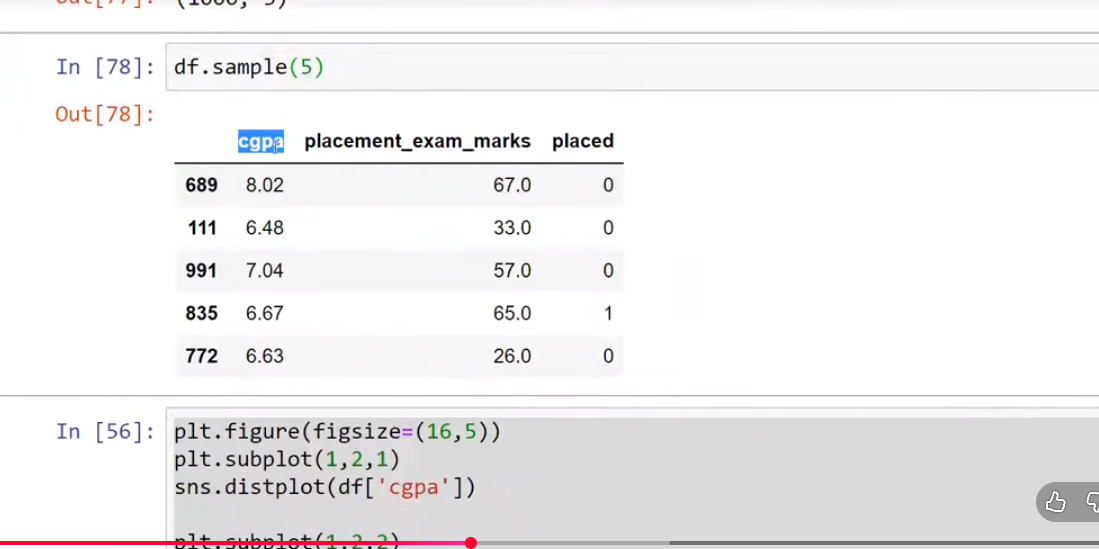 Out[77]: (1000, 3)
In [78]: df.sample(5)
Out[78]:
cgpa placement_exam_marks placed
689 8.02 67.0 0
111 6.48 33.0 0
991 7.04 57.0 0
835 6.67 65.0 1
772 6.63 26.0 0
In [56]: plt.figure(figsize=(16,5))
plt.subplot(1,2,1)
sns.distplot(df['cgpa'])
plt.subplot(1,2,2)